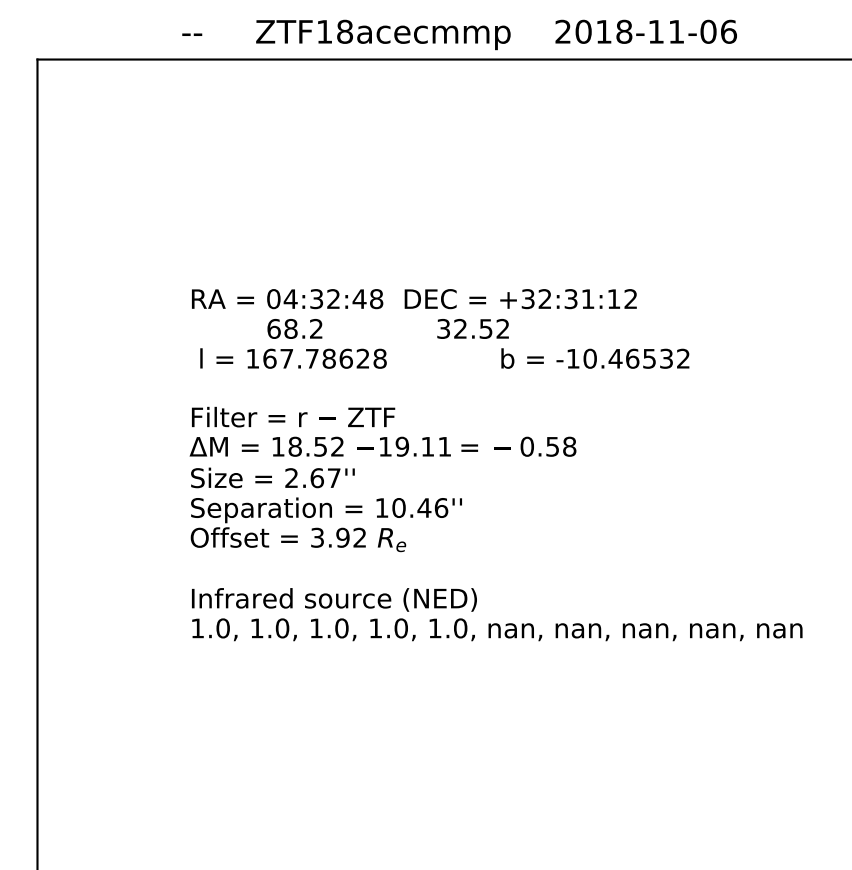 -- ZTF18acecmmp 2018-11-06
RA = 04:32:48 DEC = +32:31:12
68.2 32.52
l = 167.78628 b = -10.46532
Filter = r − ZTF
ΔM = 18.52 −19.11 = − 0.58
Size = 2.67''
Separation = 10.46''
Offset = 3.92 Rₑ
Infrared source (NED)
1.0, 1.0, 1.0, 1.0, 1.0, nan, nan, nan, nan, nan